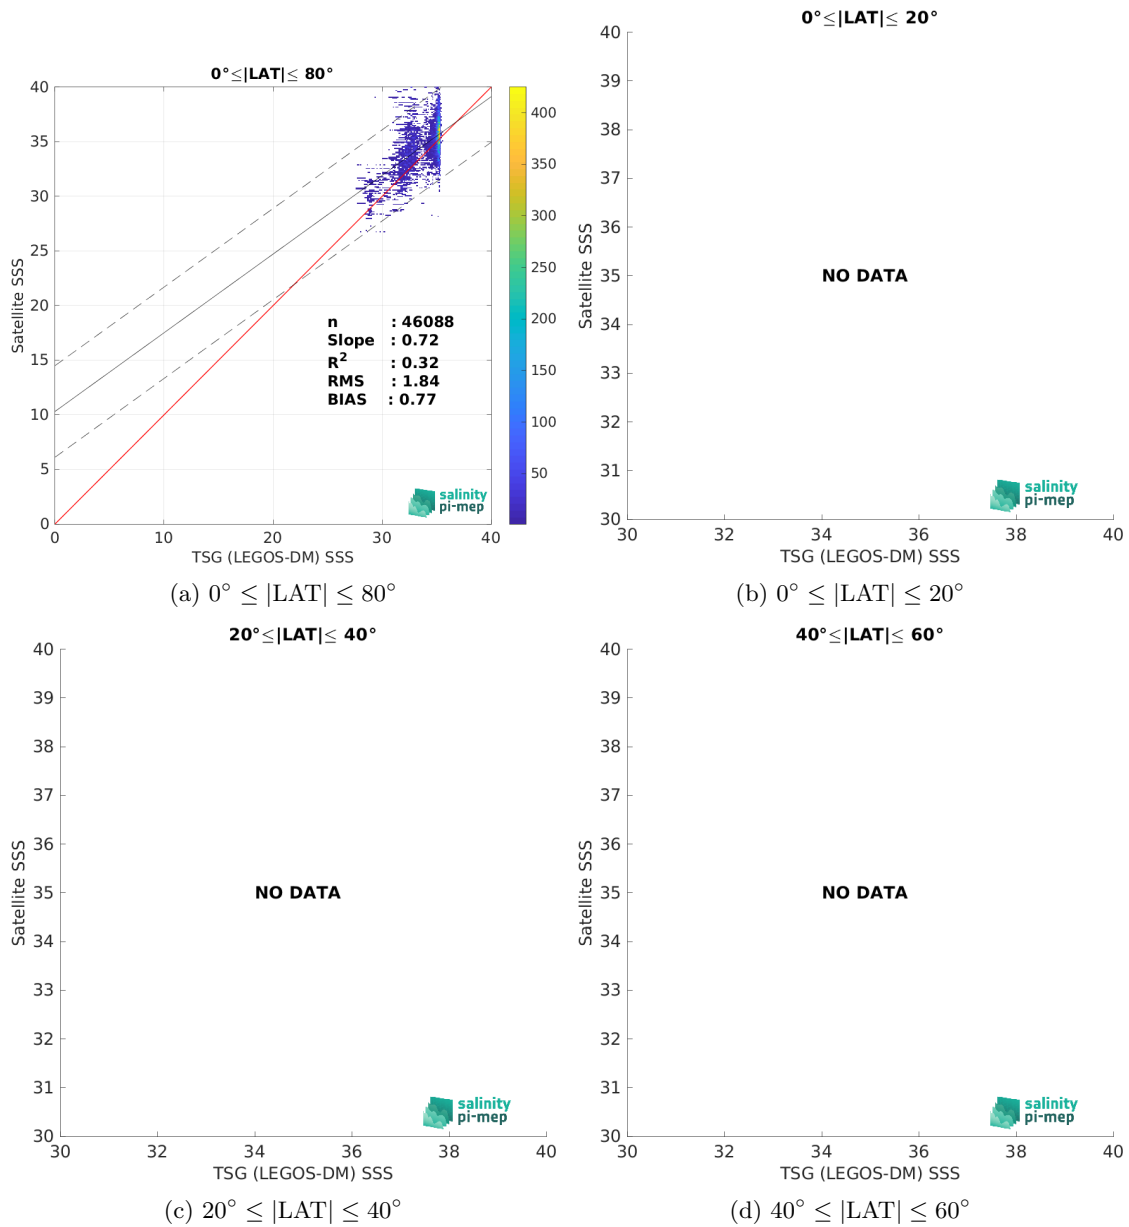 0°≤|LAT|≤ 80°
40
35
30
25
20
15
10
5
0
0
10
20
30
40
Satellite SSS
TSG (LEGOS-DM) SSS
n : 46088
Slope : 0.72
R² : 0.32
RMS : 1.84
BIAS : 0.77
salinity
pi-mep
400
350
300
250
200
150
100
50
(a) 0° ≤ |LAT| ≤ 80°
0°≤|LAT|≤ 20°
40
39
38
37
36
35
34
33
32
31
30
30
32
34
36
38
40
Satellite SSS
TSG (LEGOS-DM) SSS
NO DATA
salinity
pi-mep
(b) 0° ≤ |LAT| ≤ 20°
20°≤|LAT|≤ 40°
40
39
38
37
36
35
34
33
32
31
30
30
32
34
36
38
40
Satellite SSS
TSG (LEGOS-DM) SSS
NO DATA
salinity
pi-mep
(c) 20° ≤ |LAT| ≤ 40°
40°≤|LAT|≤ 60°
40
39
38
37
36
35
34
33
32
31
30
30
32
34
36
38
40
Satellite SSS
TSG (LEGOS-DM) SSS
NO DATA
salinity
pi-mep
(d) 40° ≤ |LAT| ≤ 60°